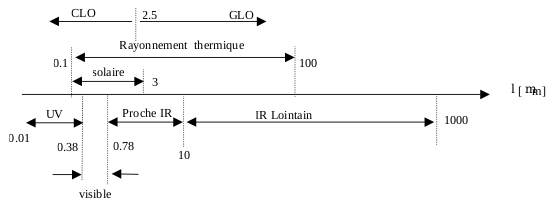 CLO 2.5 GLO
Rayonnement thermique
0.1 100
solaire
3
l [ m]
UV Proche IR IR Lointain 1000
0.01
0.38 0.78
10
visible